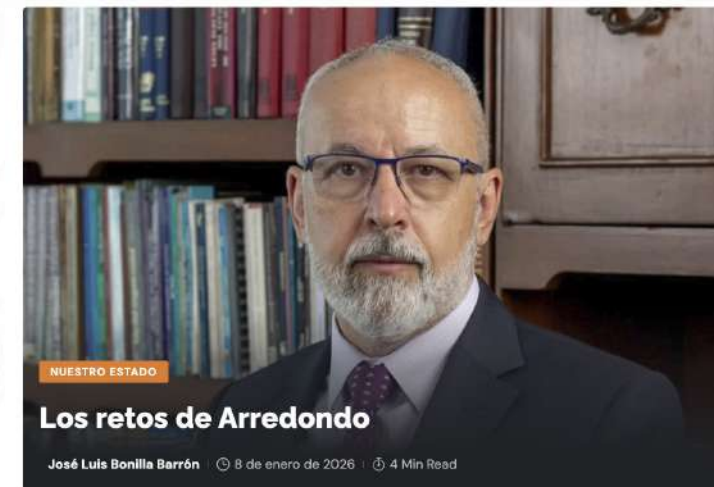 NUESTRO ESTADO
Los retos de Arredondo
José Luis Bonilla Barrón 8 de enero de 2026 4 Min Read